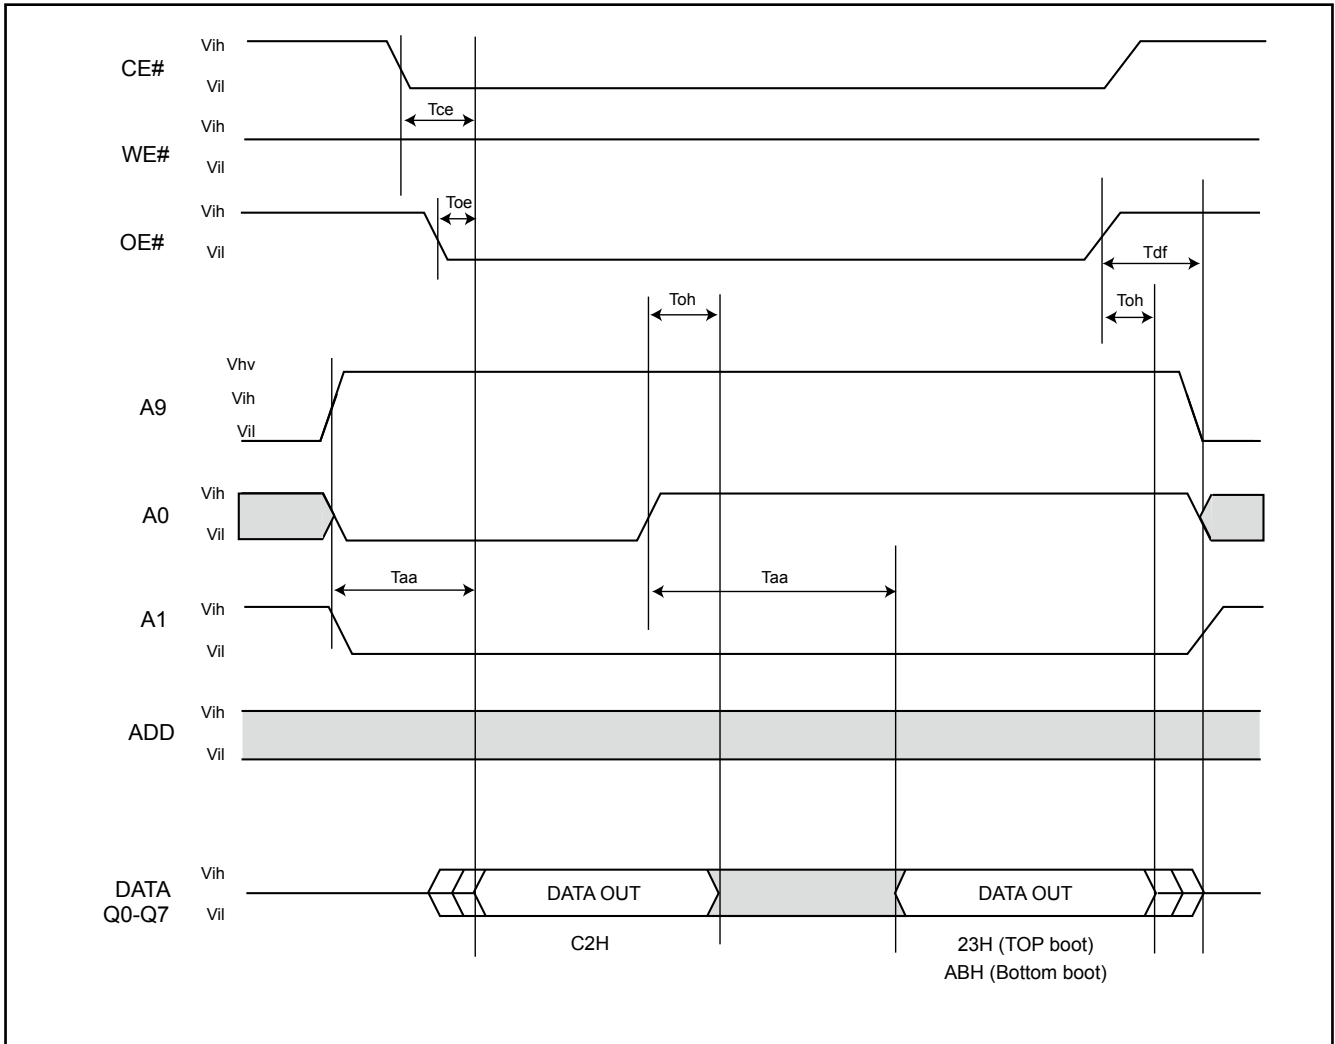 CE#
Vih
Vil
Tce
WE#
Vih
Vil
OE#
Vih
Vil
Toe
Tdf
Toh
Toh
A9
Vhv
Vih
Vil
A0
Vih
Vil
Taa
Taa
A1
Vih
Vil
ADD
Vih
Vil
DATA
Q0-Q7
Vih
Vil
DATA OUT
DATA OUT
C2H
23H (TOP boot)
ABH (Bottom boot)